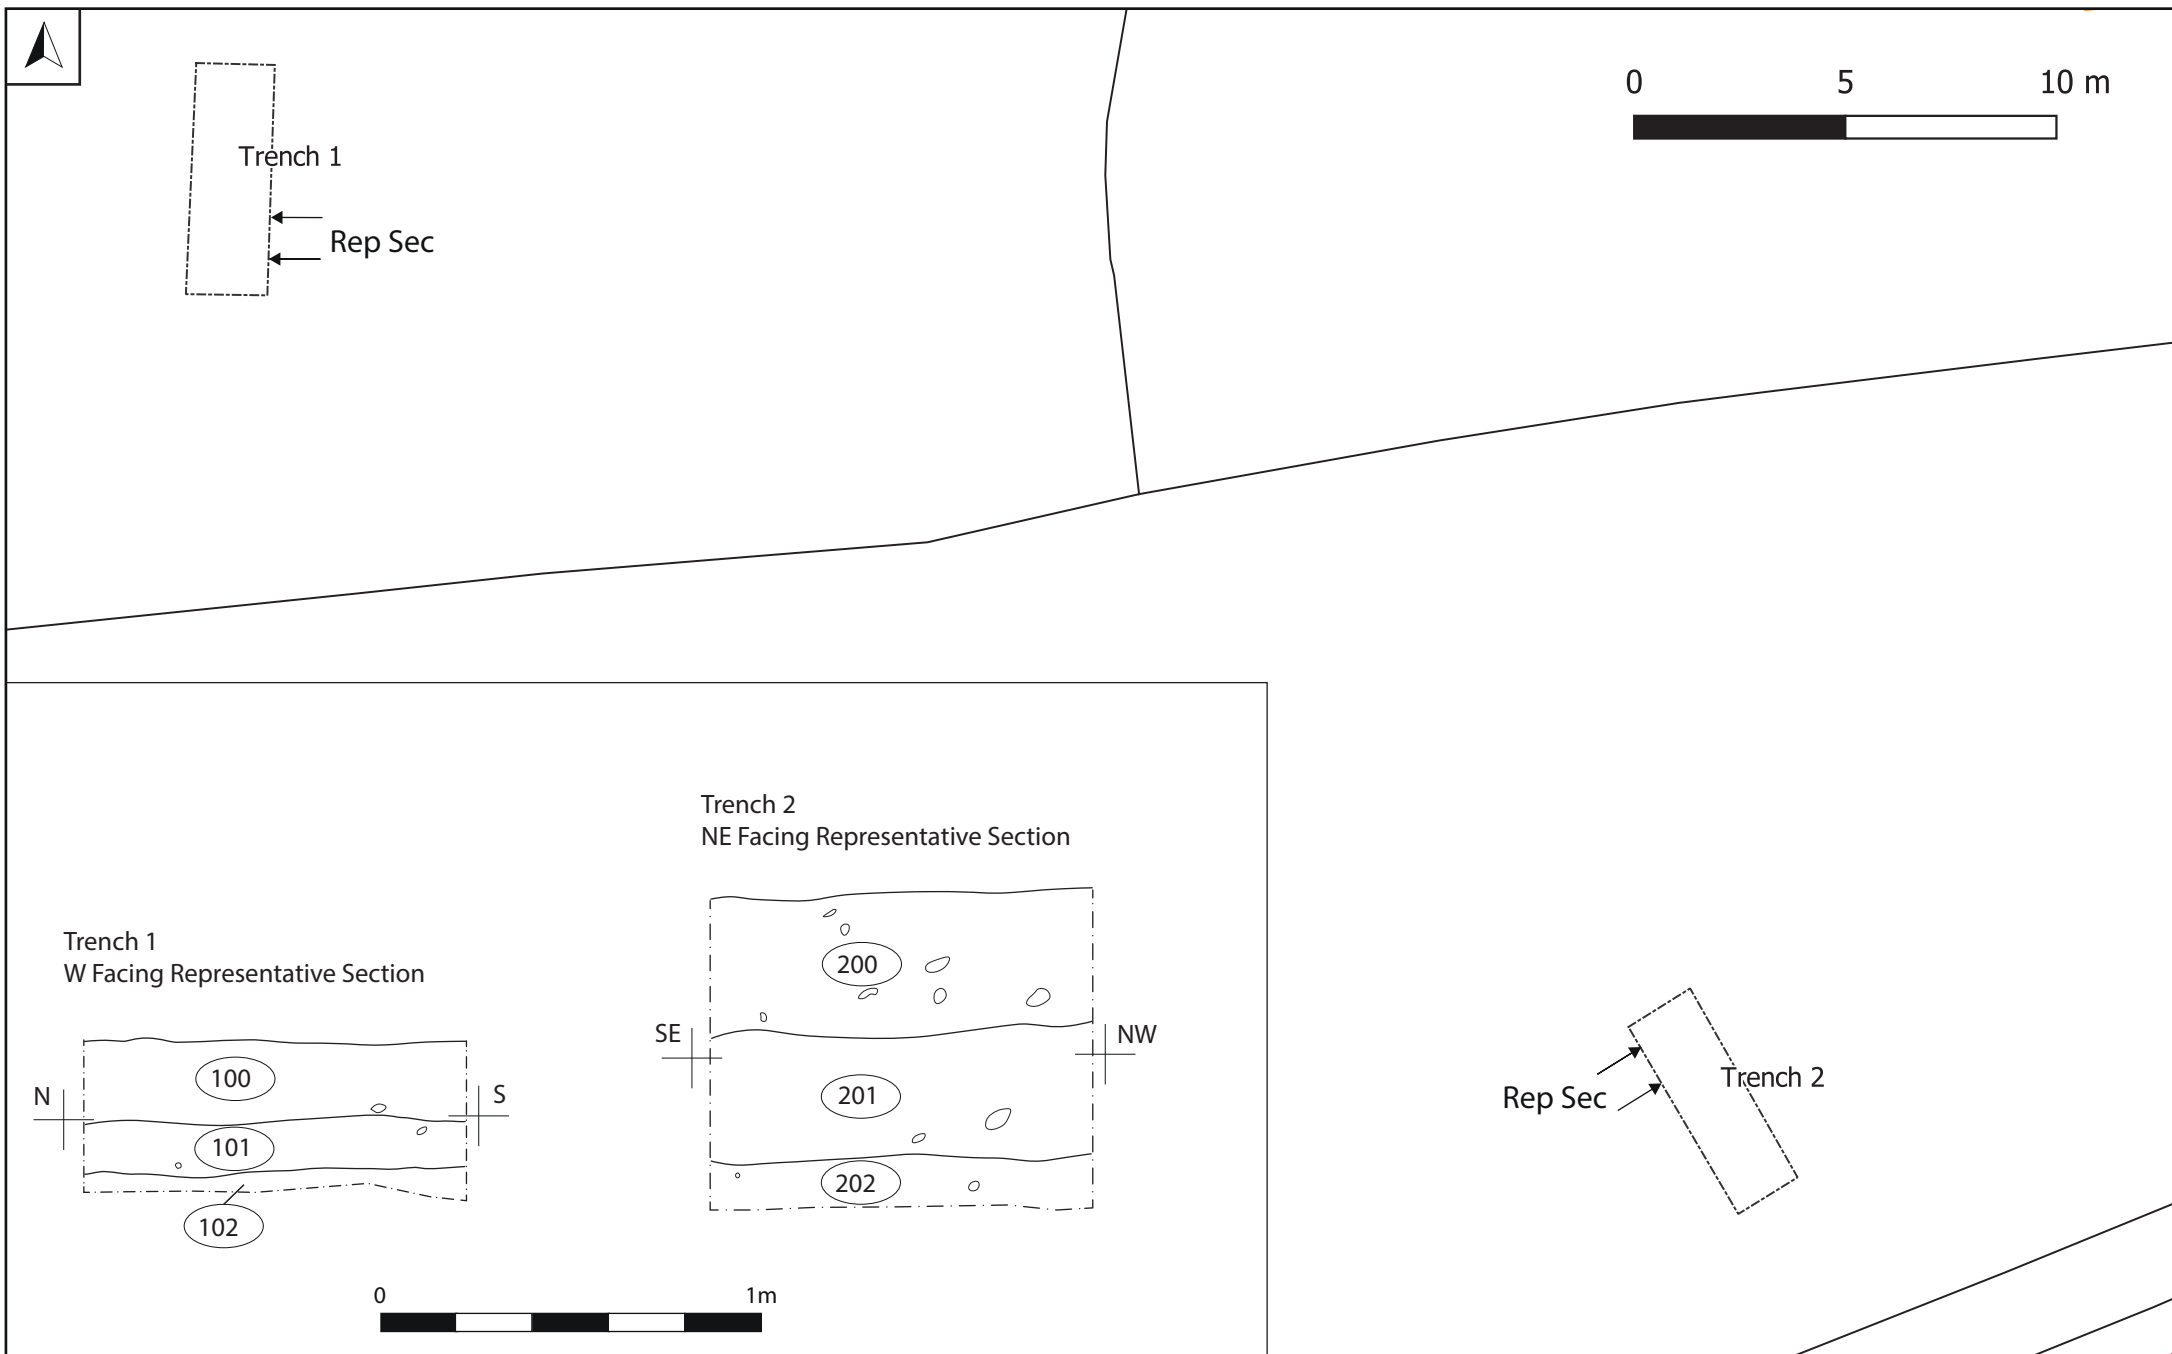 0 5 10 m
Trench 1
Rep Sec
Trench 2
NE Facing Representative Section
200
SE NW
201
202
Trench 1
W Facing Representative Section
100
N S
101
102
0 1m
Trench 2
Rep Sec